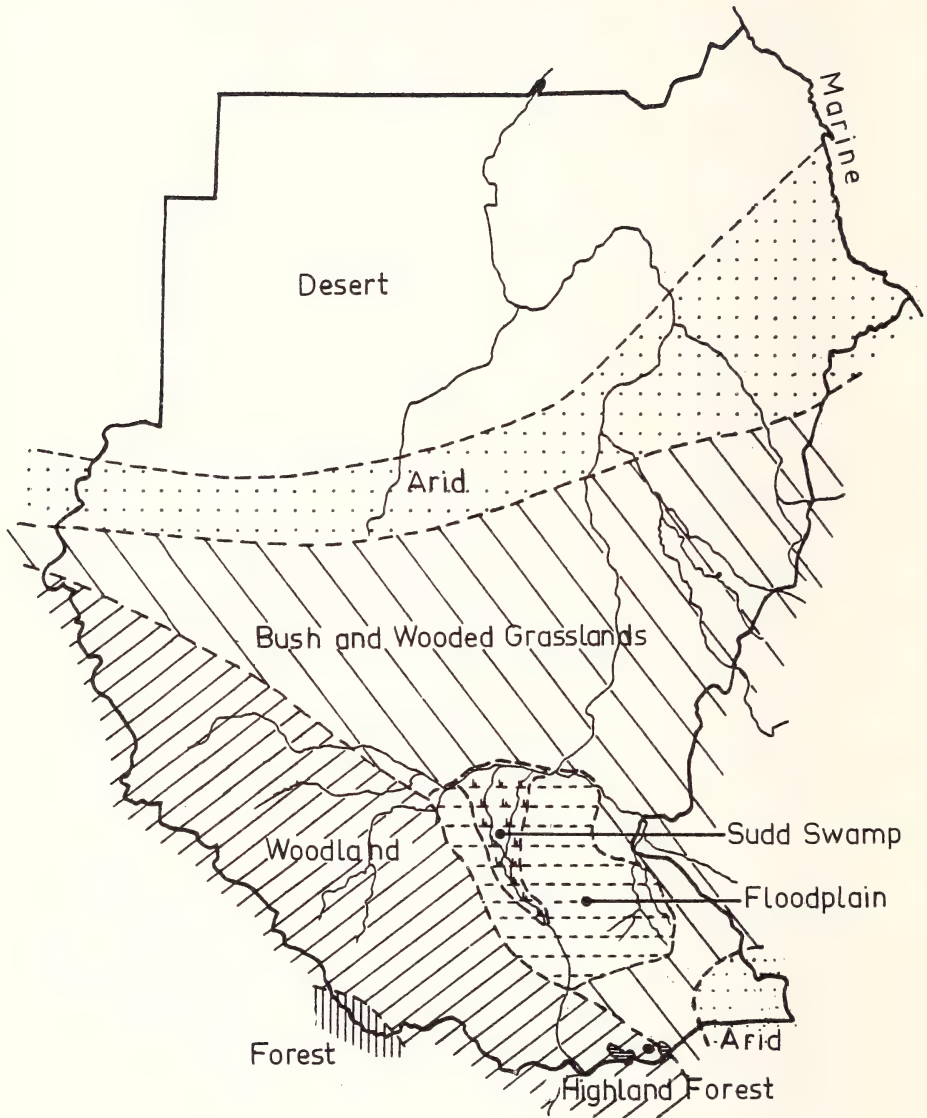 Marine
Desert
Arid
Bush and Wooded Grasslands
Sudd Swamp
Woodland
Floodplain
Arid
Forest
Highland Forest